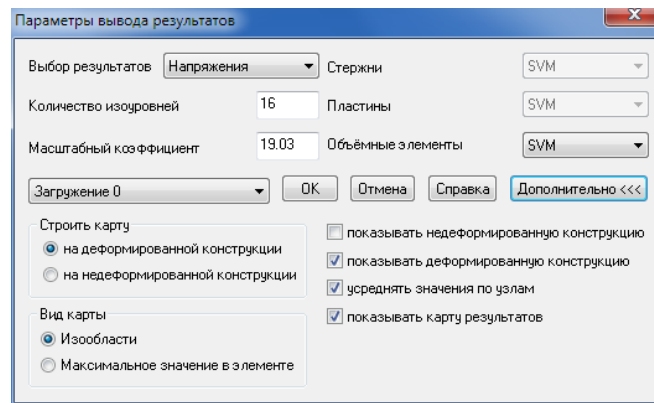 Параметры вывода результатов
Выбор результатов Напряжения Стержни SVM
Количество изоуровней 16 Пластины SVM
Масштабный коэффициент 19.03 Объёмные элементы SVM
Загружение 0 OK Отмена Справка Дополнительно <<<
Строить карту
на деформированной конструкции
на недеформированной конструкции
Вид карты
Изообласти
Максимальное значение в элементе
показывать недеформированную конструкцию
показывать деформированную конструкцию
усреднять значения по узлам
показывать карту результатов